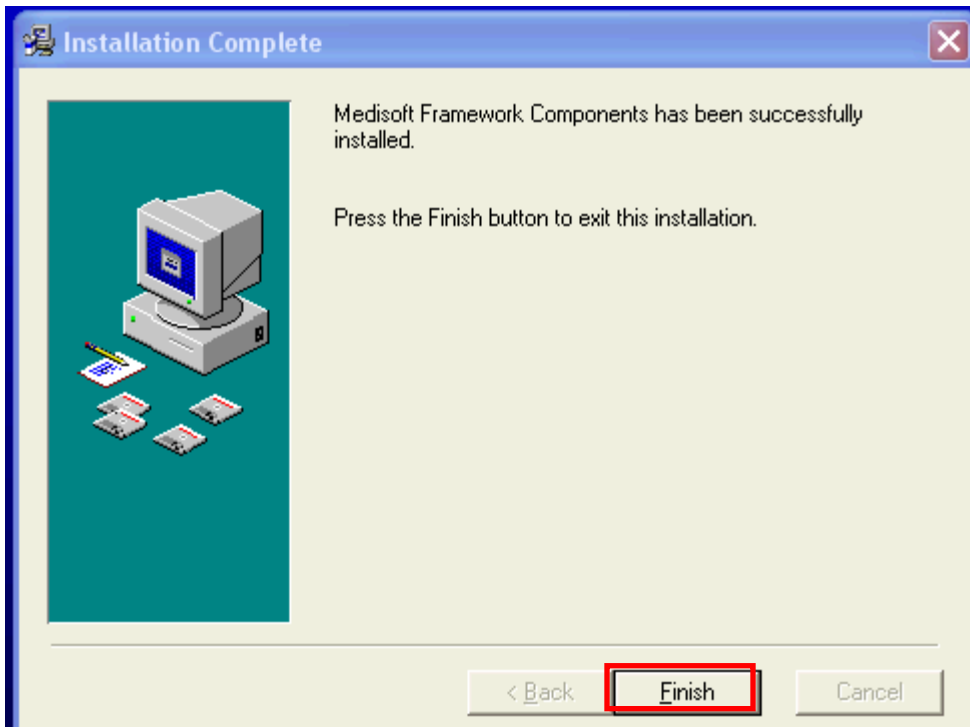 Installation Complete
Medisoft Framework Components has been successfully
installed.
Press the Finish button to exit this installation.
< Back
Finish
Cancel